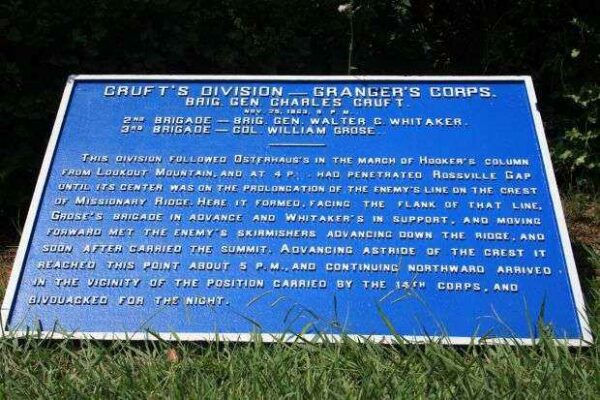 CRUFT'S DIVISION — GRANGER'S CORPS.
BRIG. GEN. CHARLES CRUFT.
NOV. 25, 1863, 5 P.M.
2ND BRIGADE — BRIG. GEN. WALTER C. WHITAKER.
3RD BRIGADE — COL. WILLIAM GROSE.
THIS DIVISION FOLLOWED OSTERHAUS'S IN THE MARCH OF HOOKER'S COLUMN
FROM LOOKOUT MOUNTAIN, AND AT 4 P. HAD PENETRATED ROSSVILLE GAP
UNTIL ITS CENTER WAS ON THE PROLONGATION OF THE ENEMY'S LINE ON THE CREST
OF MISSIONARY RIDGE. HERE IT FORMED, FACING THE FLANK OF THAT LINE,
GROSE'S BRIGADE IN ADVANCE AND WHITAKER'S IN SUPPORT, AND MOVING
FORWARD MET THE ENEMY'S SKIRMISHERS ADVANCING DOWN THE RIDGE, AND
SOON AFTER CARRIED THE SUMMIT. ADVANCING ASTRIDE OF THE CREST IT
REACHED THIS POINT ABOUT 5 P.M., AND CONTINUING NORTHWARD ARRIVED
IN THE VICINITY OF THE POSITION CARRIED BY THE 14TH CORPS, AND
BIVOUACKED FOR THE NIGHT.